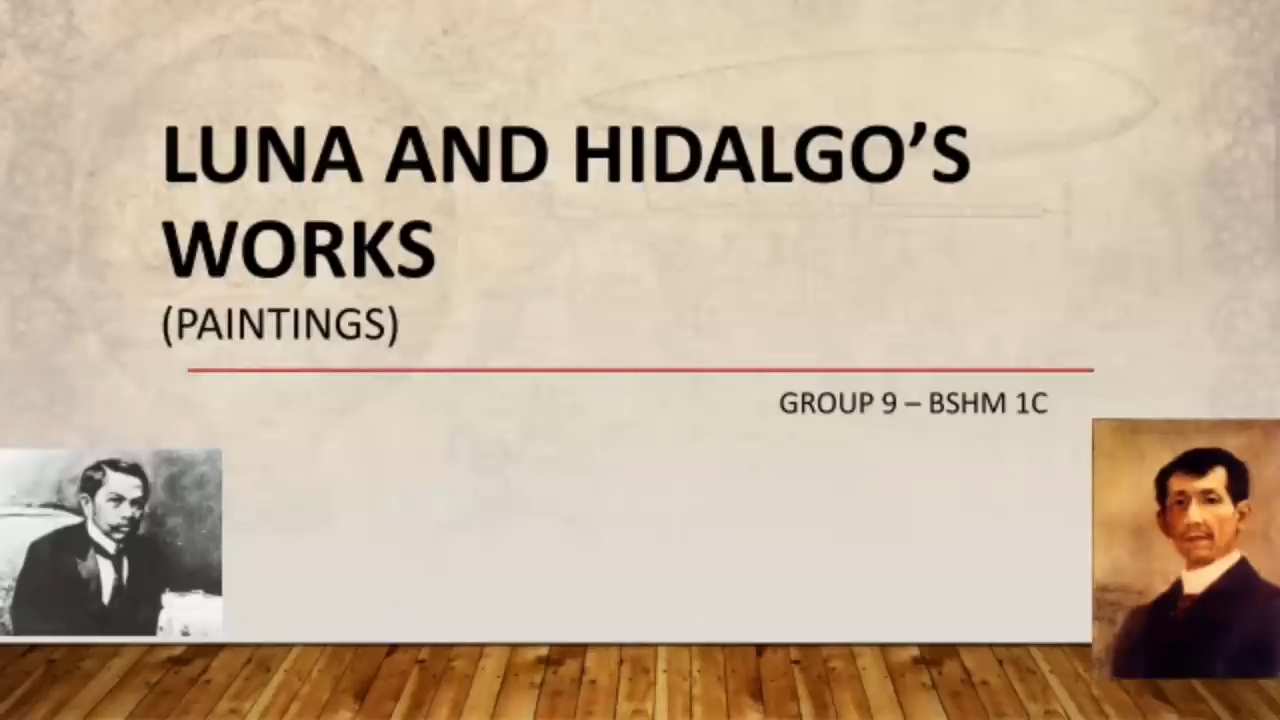 LUNA AND HIDALGO’S
WORKS
(PAINTINGS)
GROUP 9 – BSHM 1C